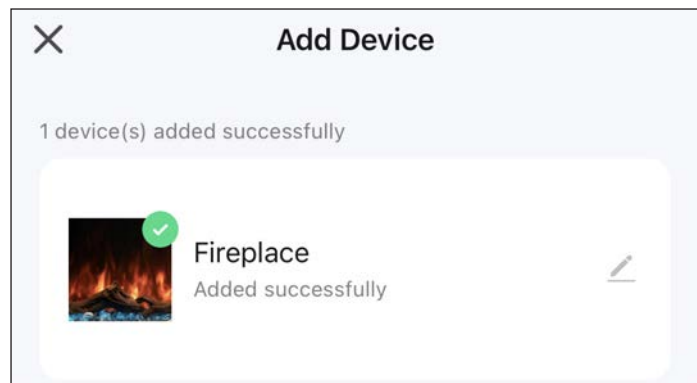 Add Device
1 device(s) added successfully
Fireplace
Added successfully